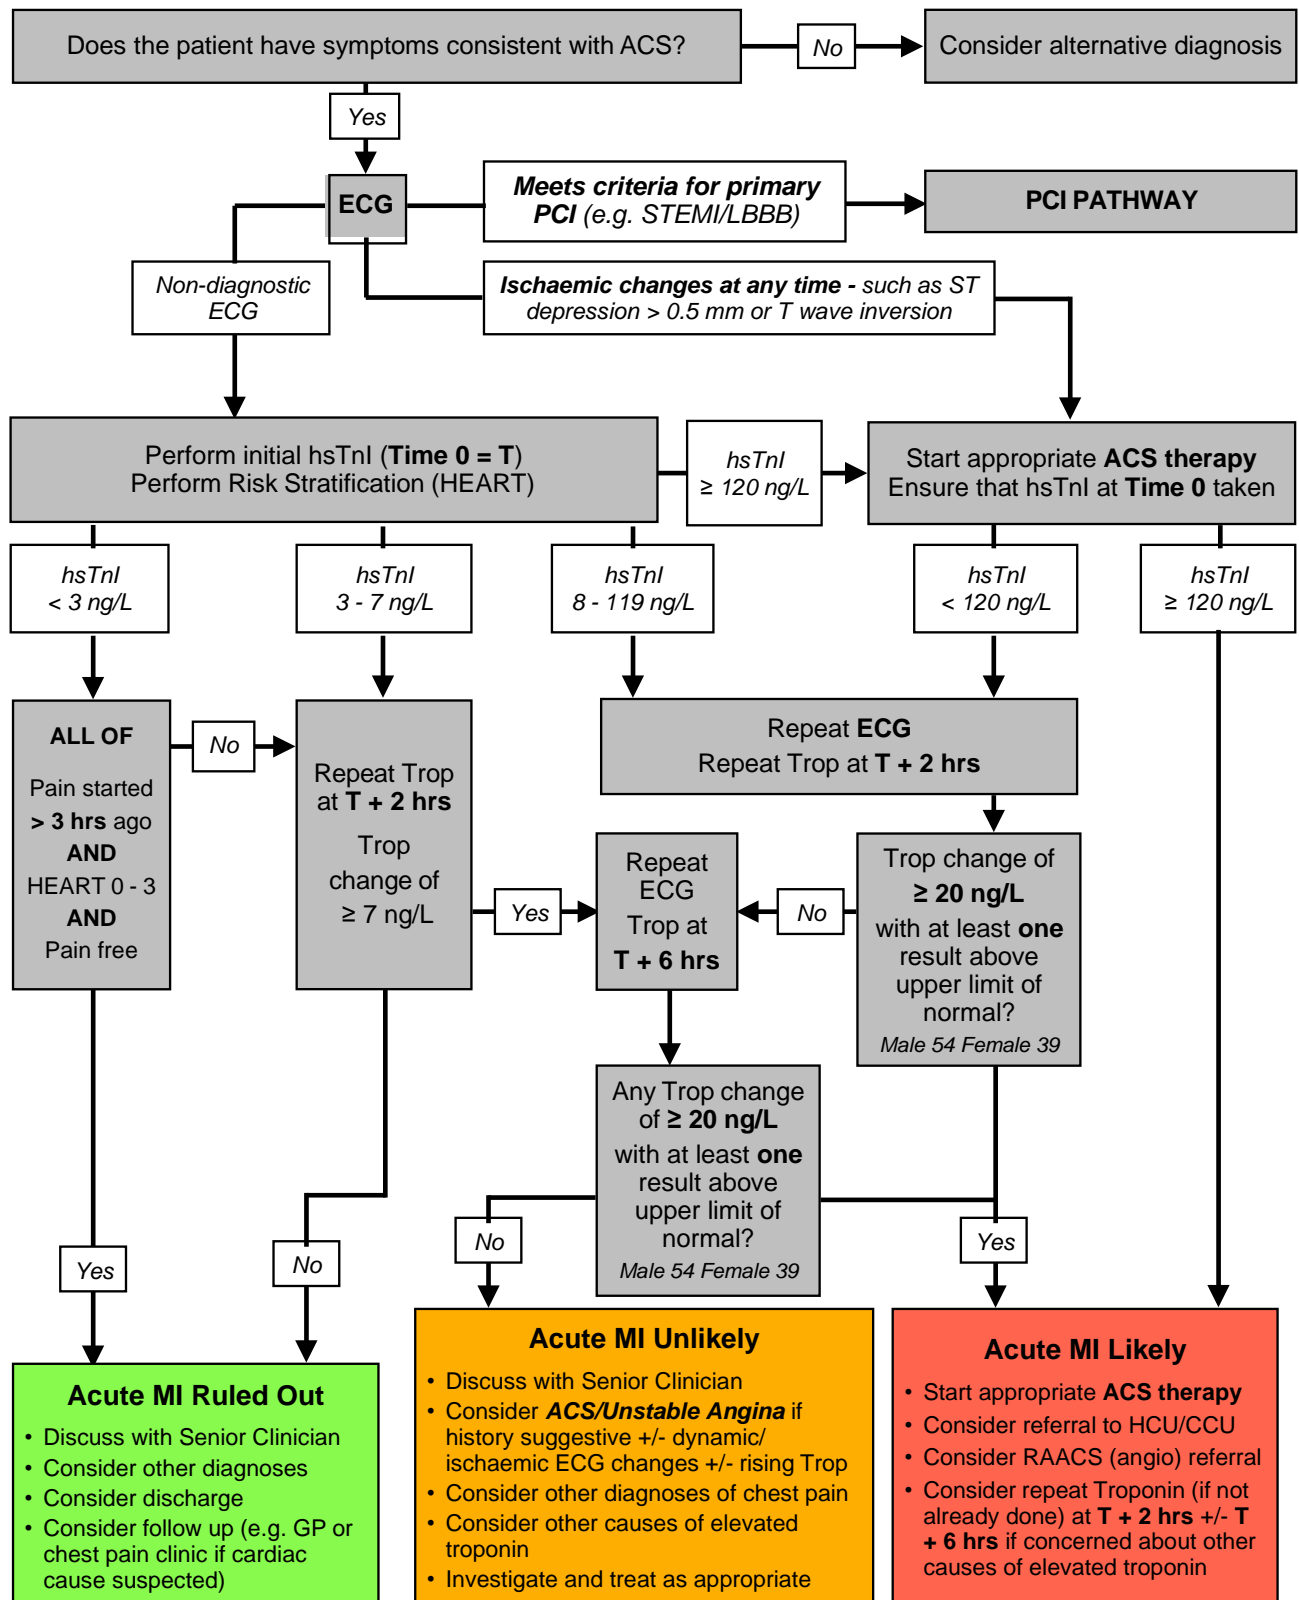 Does the patient have symptoms consistent with ACS?
No
Consider alternative diagnosis
Yes
ECG
Meets criteria for primary
PCI (e.g. STEMI/LBBB)
PCI PATHWAY
Non-diagnostic
ECG
Ischaemic changes at any time - such as ST
depression > 0.5 mm or T wave inversion
Perform initial hsTnI (Time 0 = T)
Perform Risk Stratification (HEART)
hsTnI
≥ 120 ng/L
Start appropriate ACS therapy
Ensure that hsTnI at Time 0 taken
hsTnI
< 3 ng/L
hsTnI
3 - 7 ng/L
hsTnI
8 - 119 ng/L
hsTnI
< 120 ng/L
hsTnI
≥ 120 ng/L
ALL OF
Pain started
> 3 hrs ago
AND
HEART 0 - 3
AND
Pain free
No
Repeat Trop
at T + 2 hrs
Trop
change of
≥ 7 ng/L
Repeat ECG
Repeat Trop at T + 2 hrs
Yes
Repeat
ECG
Trop at
T + 6 hrs
No
Trop change of
≥ 20 ng/L
with at least one
result above
upper limit of
normal?
Male 54 Female 39
Any Trop change
of ≥ 20 ng/L
with at least one
result above
upper limit of
normal?
Male 54 Female 39
Yes
No
No
Yes
Acute MI Ruled Out
• Discuss with Senior Clinician
• Consider other diagnoses
• Consider discharge
• Consider follow up (e.g. GP or
chest pain clinic if cardiac
cause suspected)
Acute MI Unlikely
• Discuss with Senior Clinician
• Consider ACS/Unstable Angina if
history suggestive +/- dynamic/
ischaemic ECG changes +/- rising Trop
• Consider other diagnoses of chest pain
• Consider other causes of elevated
troponin
• Investigate and treat as appropriate
Acute MI Likely
• Start appropriate ACS therapy
• Consider referral to HCU/CCU
• Consider RAACS (angio) referral
• Consider repeat Troponin (if not
already done) at T + 2 hrs +/- T
+ 6 hrs if concerned about other
causes of elevated troponin